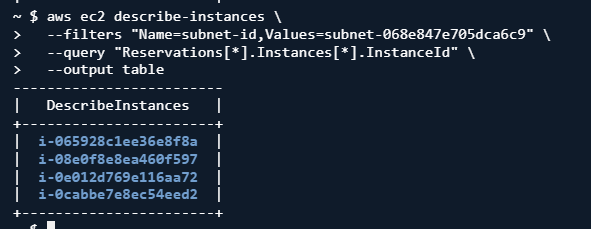 ~ $ aws ec2 describe-instances \
>   --filters "Name=subnet-id,Values=subnet-068e847e705dca6c9" \
>   --query "Reservations[*].Instances[*].InstanceId" \
>   --output table
-------------------------
|   DescribeInstances   |
+-----------------------+
|  i-065928c1ee36e8f8a  |
|  i-08e0f8e8ea460f597  |
|  i-0e012d769e116aa72  |
|  i-0cabbe7e8ec54eed2  |
+-----------------------+
~ $